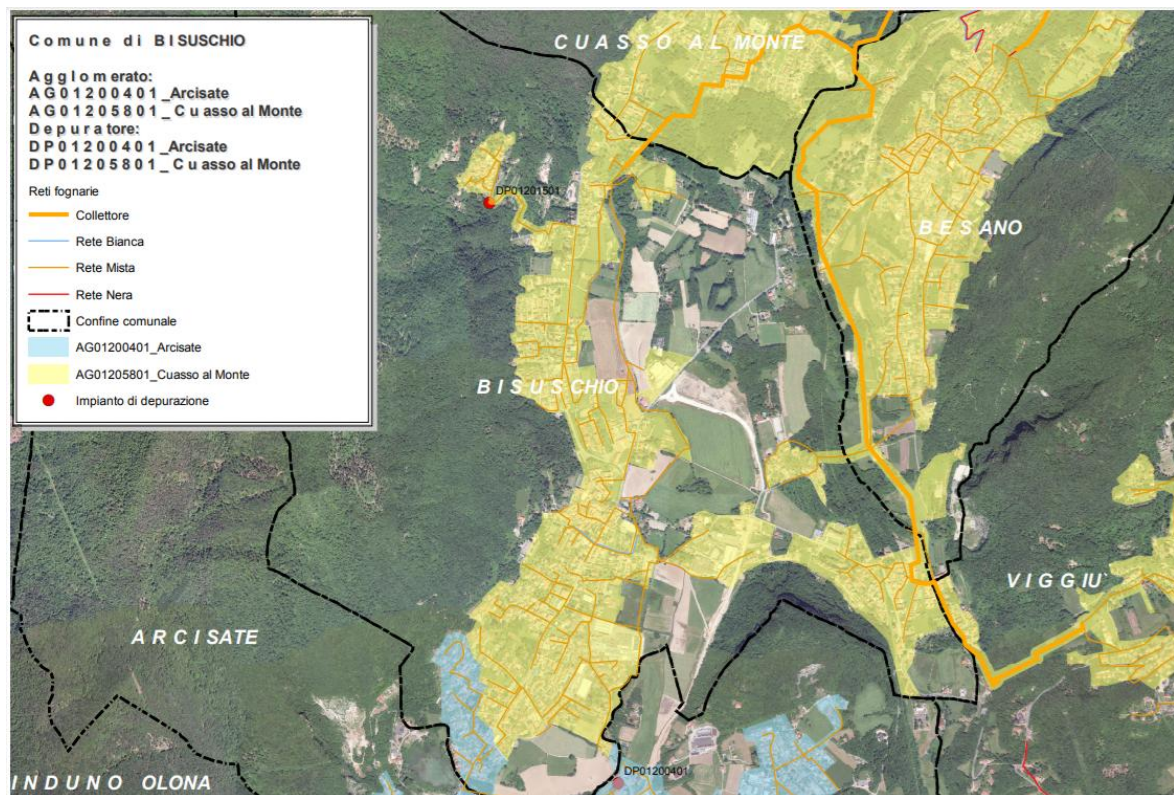 Comune di BISUSCHIO
Agglomerato:
AG01200401_Arcisate
AG01205801_Cuasso al Monte
Depuratore:
DP01200401_Arcisate
DP01205801_Cuasso al Monte
Reti fognarie
Collettore
Rete Bianca
Rete Mista
Rete Nera
Confine comunale
AG01200401_Arcisate
AG01205801_Cuasso al Monte
Impianto di depurazione
CUASSO AL MONTE
DP01201501
BESANO
BISUSCHIO
VIGGIU`
ARCISATE
DP01200401
INDUNO OLONA